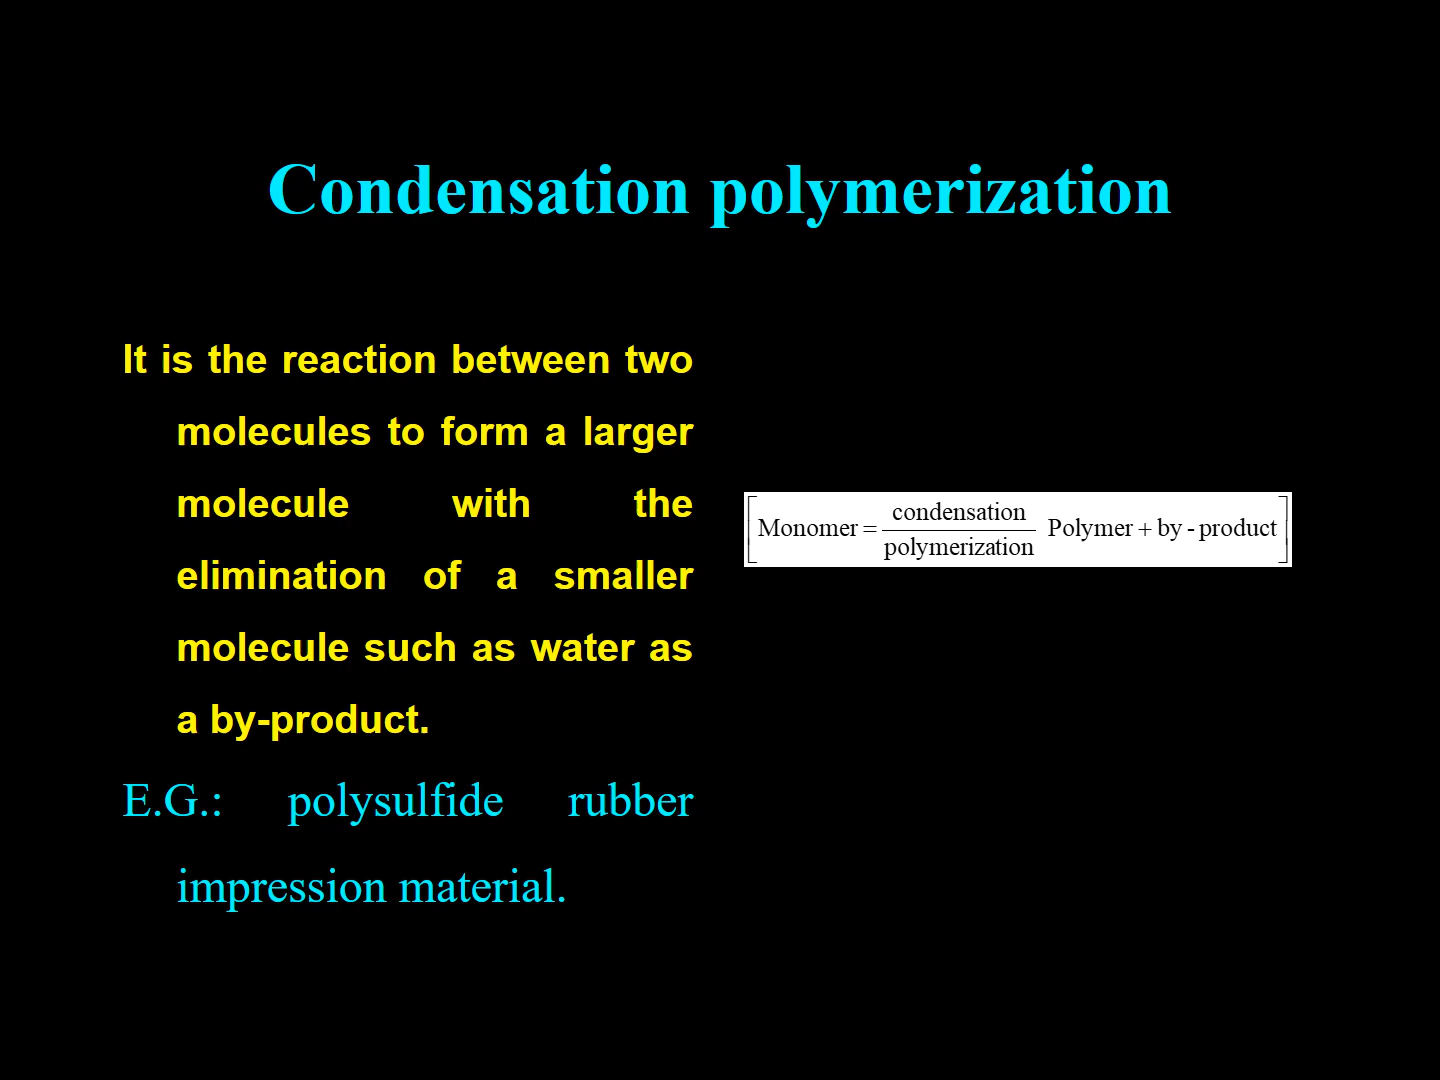 Condensation polymerization
It is the reaction between two
molecules to form a larger
molecule with the
elimination of a smaller
molecule such as water as
a by-product.
E.G.: polysulfide rubber
impression material.
[Monomer = condensation/polymerization Polymer + by - product]